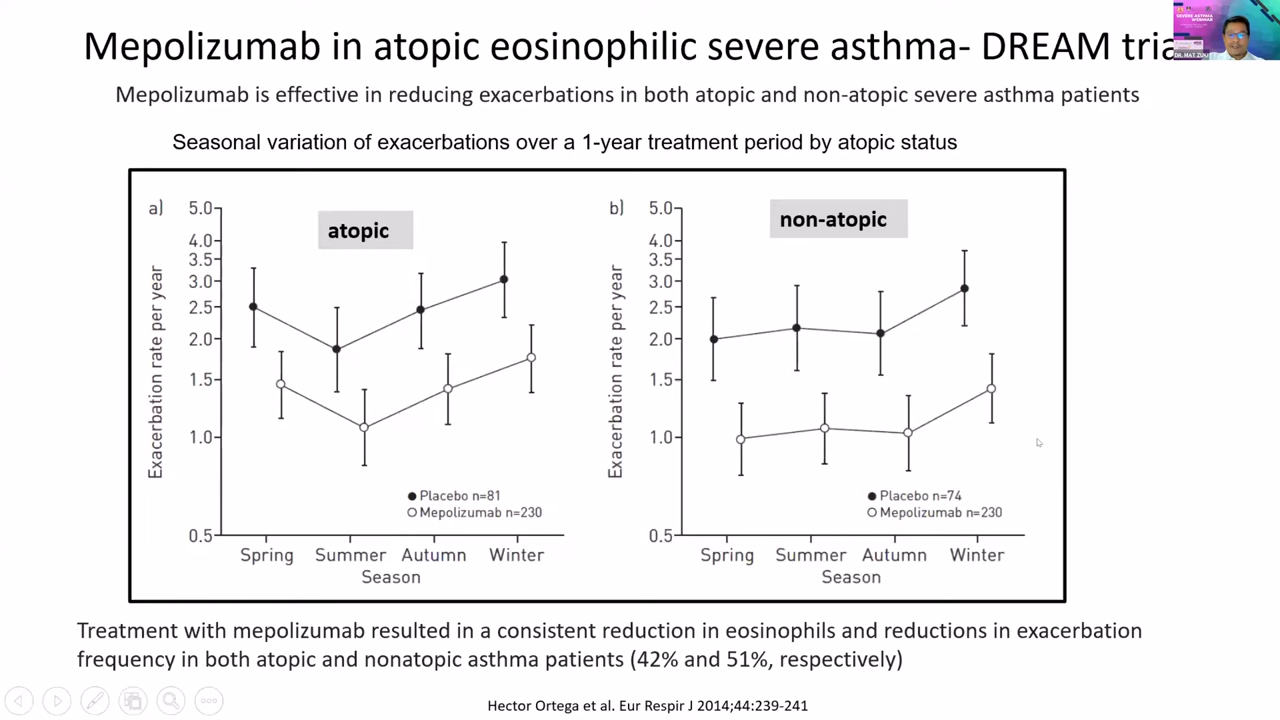 Mepolizumab in atopic eosinophilic severe asthma- DREAM tria
SEVERE ASTHMA
WEBINAR
Mepolizumab is effective in reducing exacerbations in both atopic and non-atopic severe asthma patients
Seasonal variation of exacerbations over a 1-year treatment period by atopic status
a)
atopic
Exacerbation rate per year
5.0
4.0
3.5
3.0
2.5
2.0
1.5
1.0
0.5
Placebo n=81
Mepolizumab n=230
Spring Summer Autumn Winter
Season
b)
non-atopic
Exacerbation rate per year
5.0
4.0
3.5
3.0
2.5
2.0
1.5
1.0
0.5
Placebo n=74
Mepolizumab n=230
Spring Summer Autumn Winter
Season
Treatment with mepolizumab resulted in a consistent reduction in eosinophils and reductions in exacerbation
frequency in both atopic and nonatopic asthma patients (42% and 51%, respectively)
Hector Ortega et al. Eur Respir J 2014;44:239-241